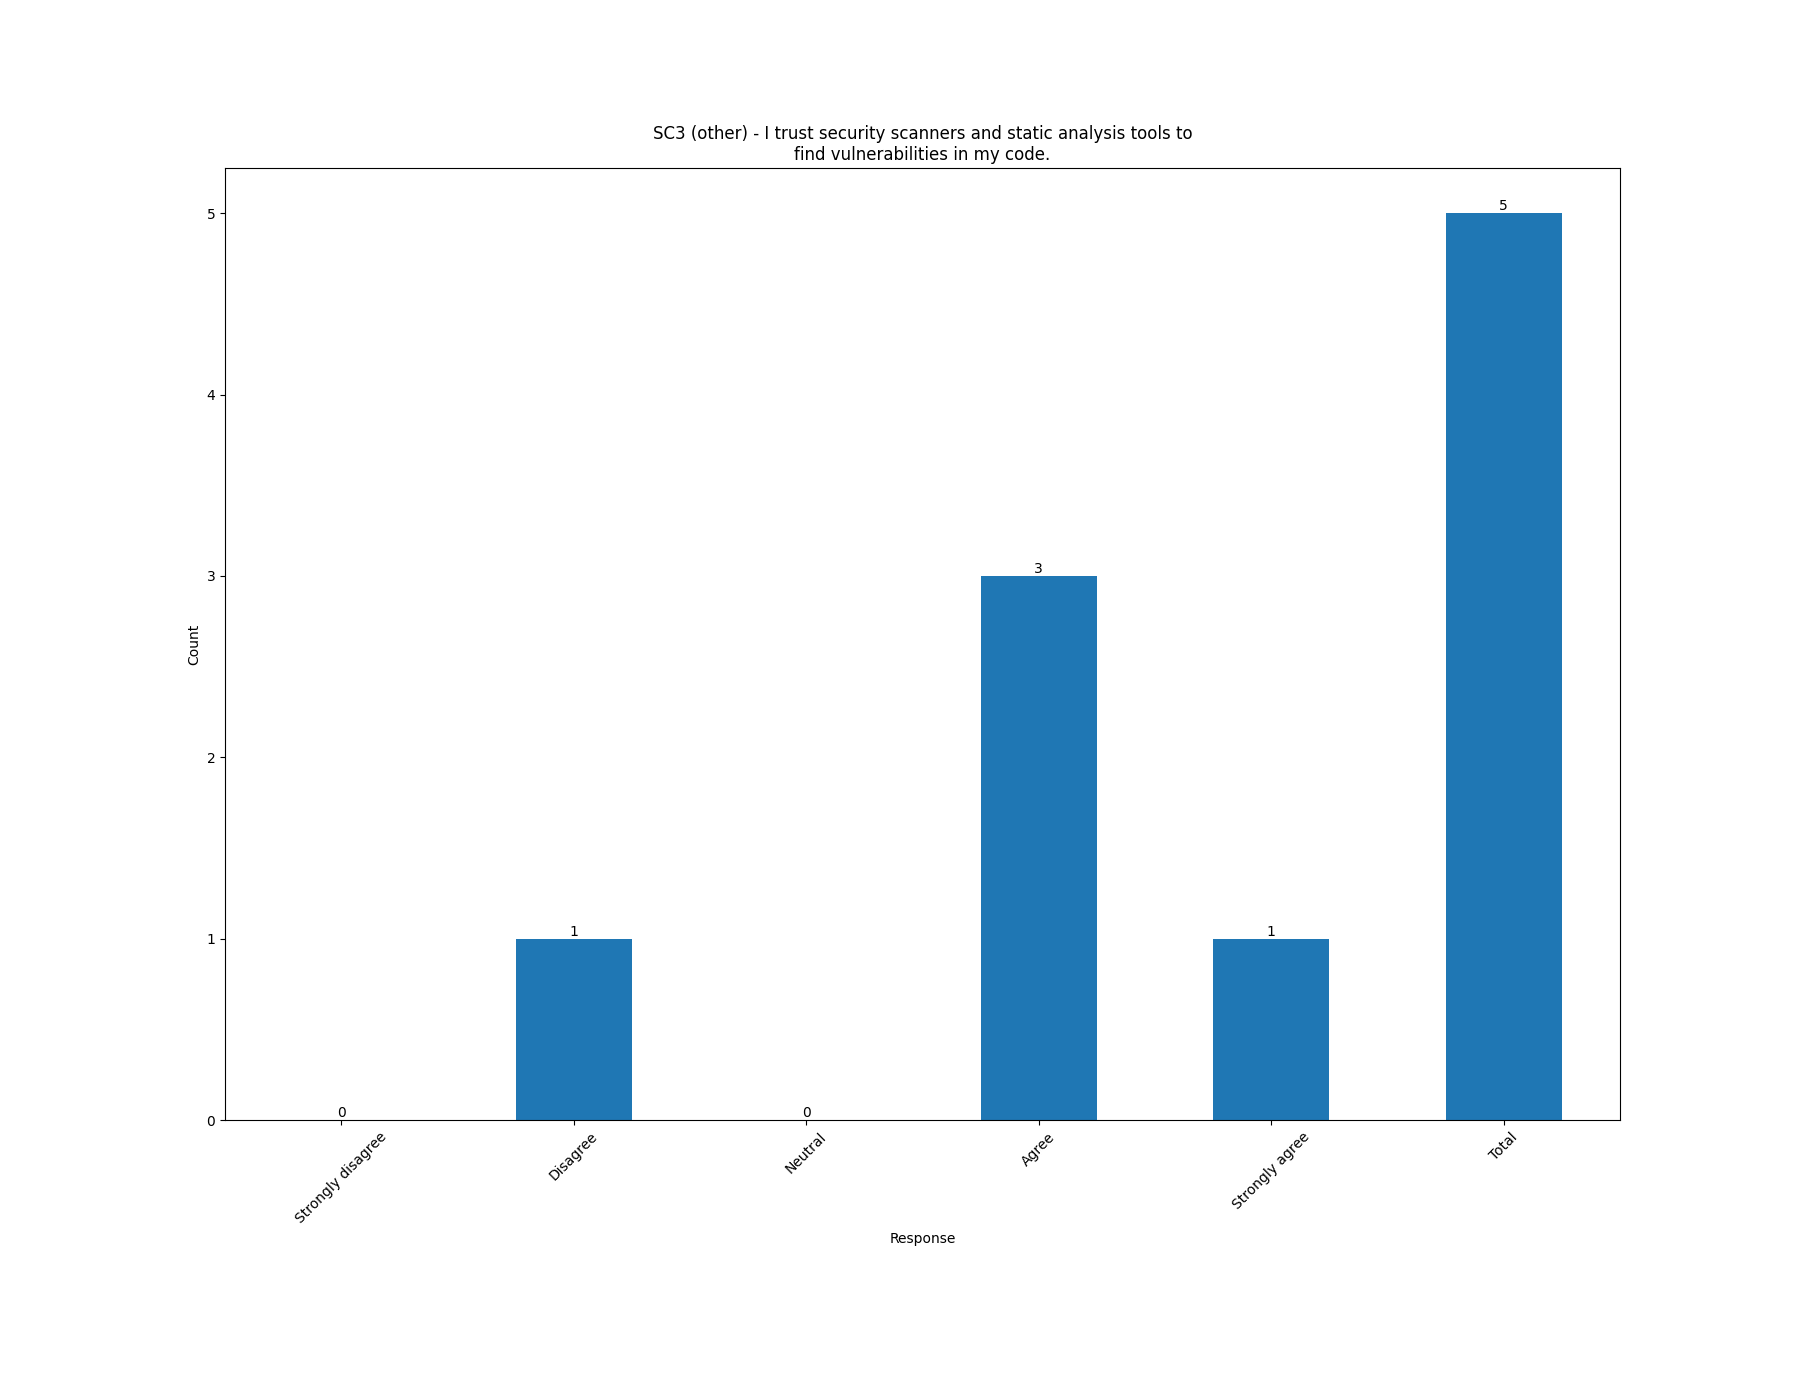 SC3 (other) - I trust security scanners and static analysis tools to
find vulnerabilities in my code.
5
4
3
2
1
0
Count
0
1
0
3
1
5
Strongly disagree
Disagree
Neutral
Agree
Strongly agree
Total
Response